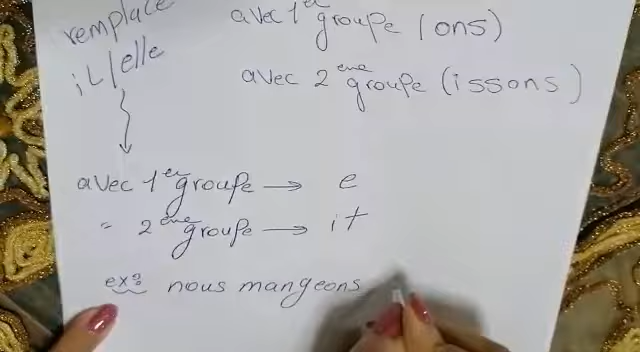 remplace
iL/elle
avec 1er groupe (ons)
avec 2ème groupe (issons)
avec 1er groupe → e
" 2ème groupe → it
ex: nous mangeons